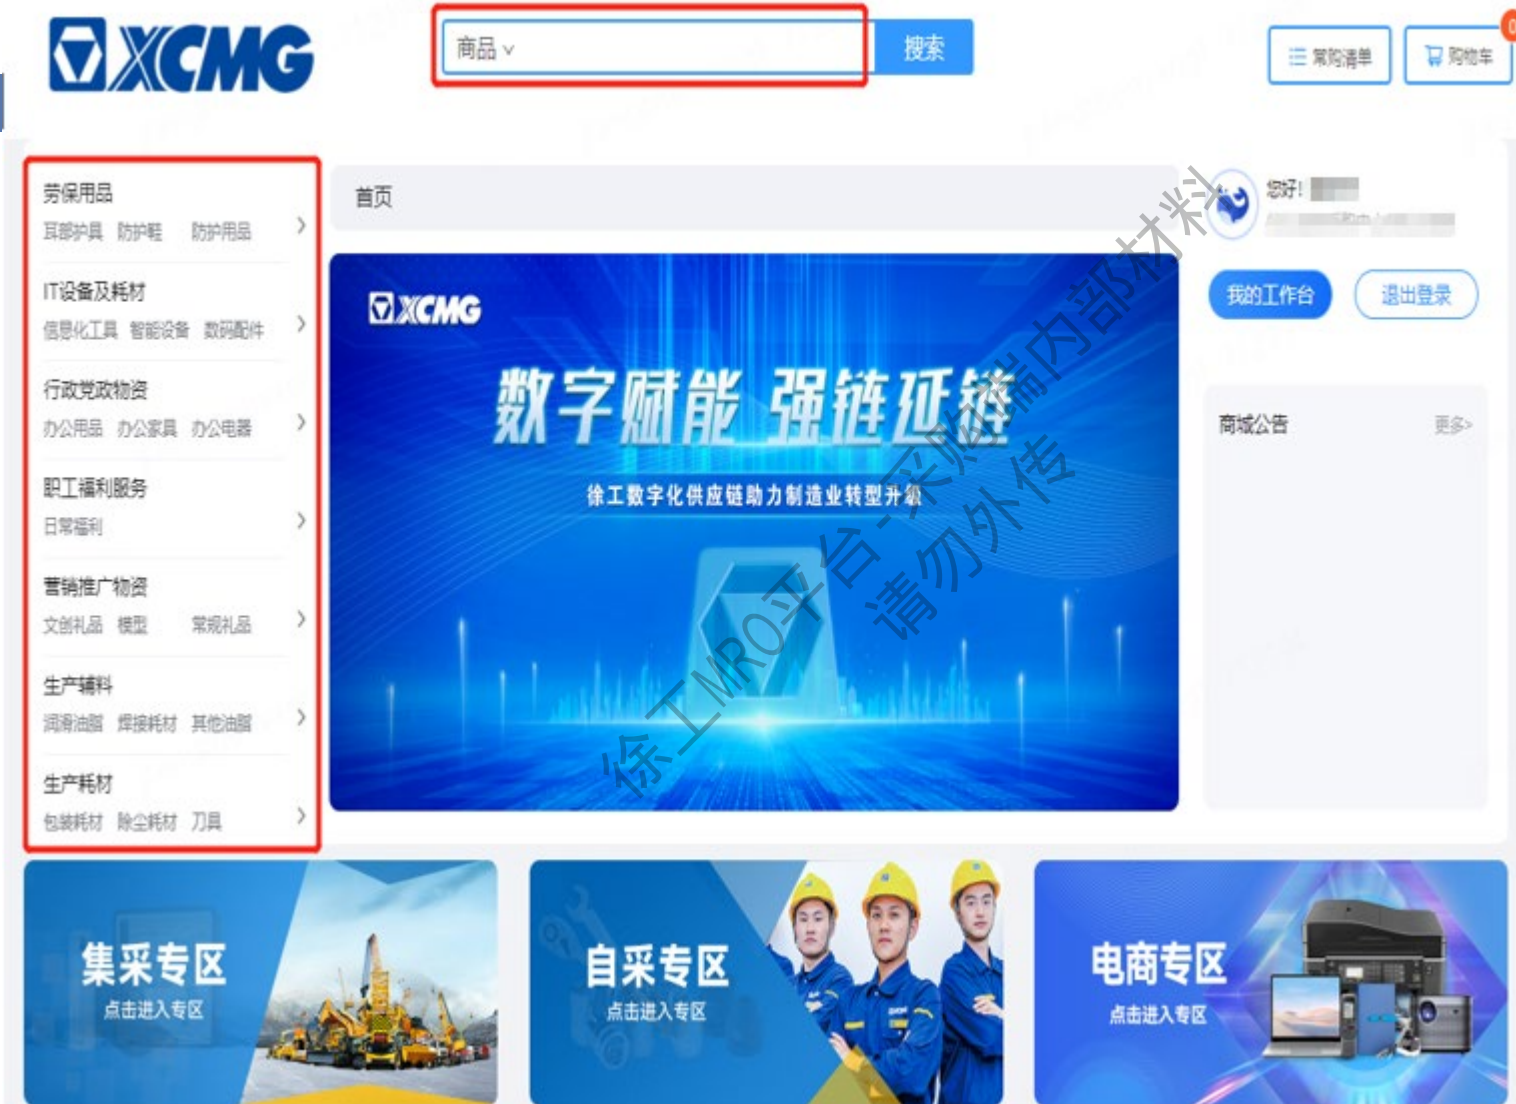 XCMG
商品
搜索
常购清单
购物车
0
劳保用品
耳部护具 防护鞋 防护用品
IT设备及耗材
信息化工具 智能设备 数码配件
行政党政物资
办公用品 办公家具 办公电器
职工福利服务
日常福利
营销推广物资
文创礼品 模型 常规礼品
生产辅料
润滑油脂 焊接耗材 其他油脂
生产耗材
包装耗材 除尘耗材 刀具
首页
XCMG
数字赋能 强链延链
徐工数字化供应链助力制造业转型升级
您好!
我的工作台
退出登录
商城公告
更多>
徐工MRO平台-采购端内部材料
请勿外传
集采专区
点击进入专区
自采专区
点击进入专区
电商专区
点击进入专区